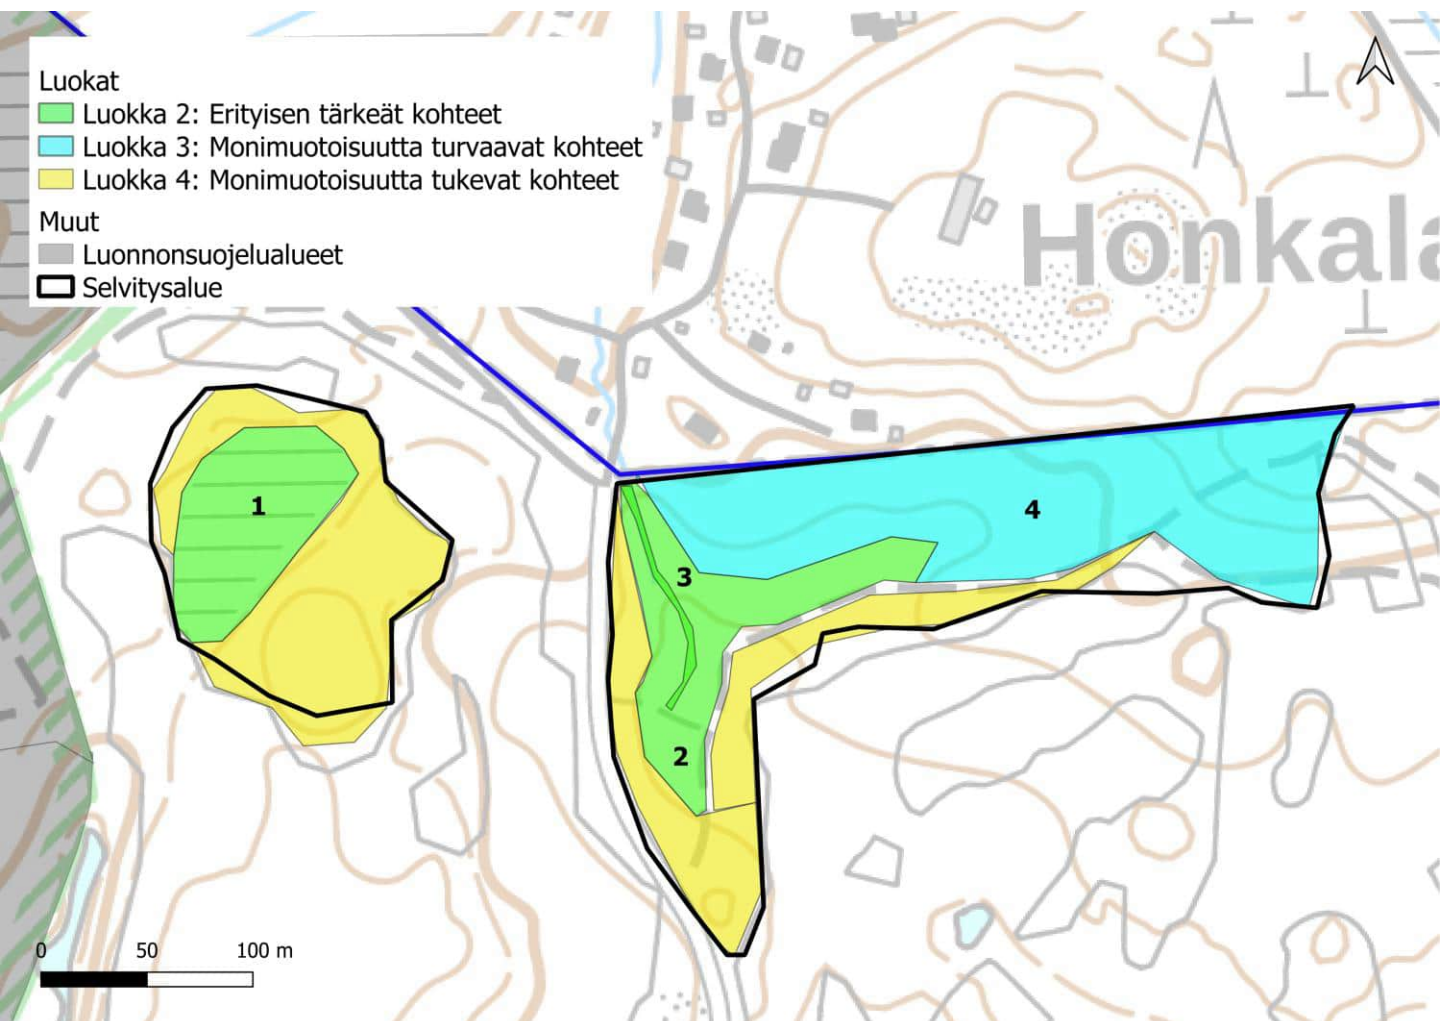 Luokat
Luokka 2: Erityisen tärkeät kohteet
Luokka 3: Monimuotoisuutta turvaavat kohteet
Luokka 4: Monimuotoisuutta tukevat kohteet
Muut
Luonnonsuojelualueet
Selvitysalue
Honkala
1
4
3
2
0 50 100 m